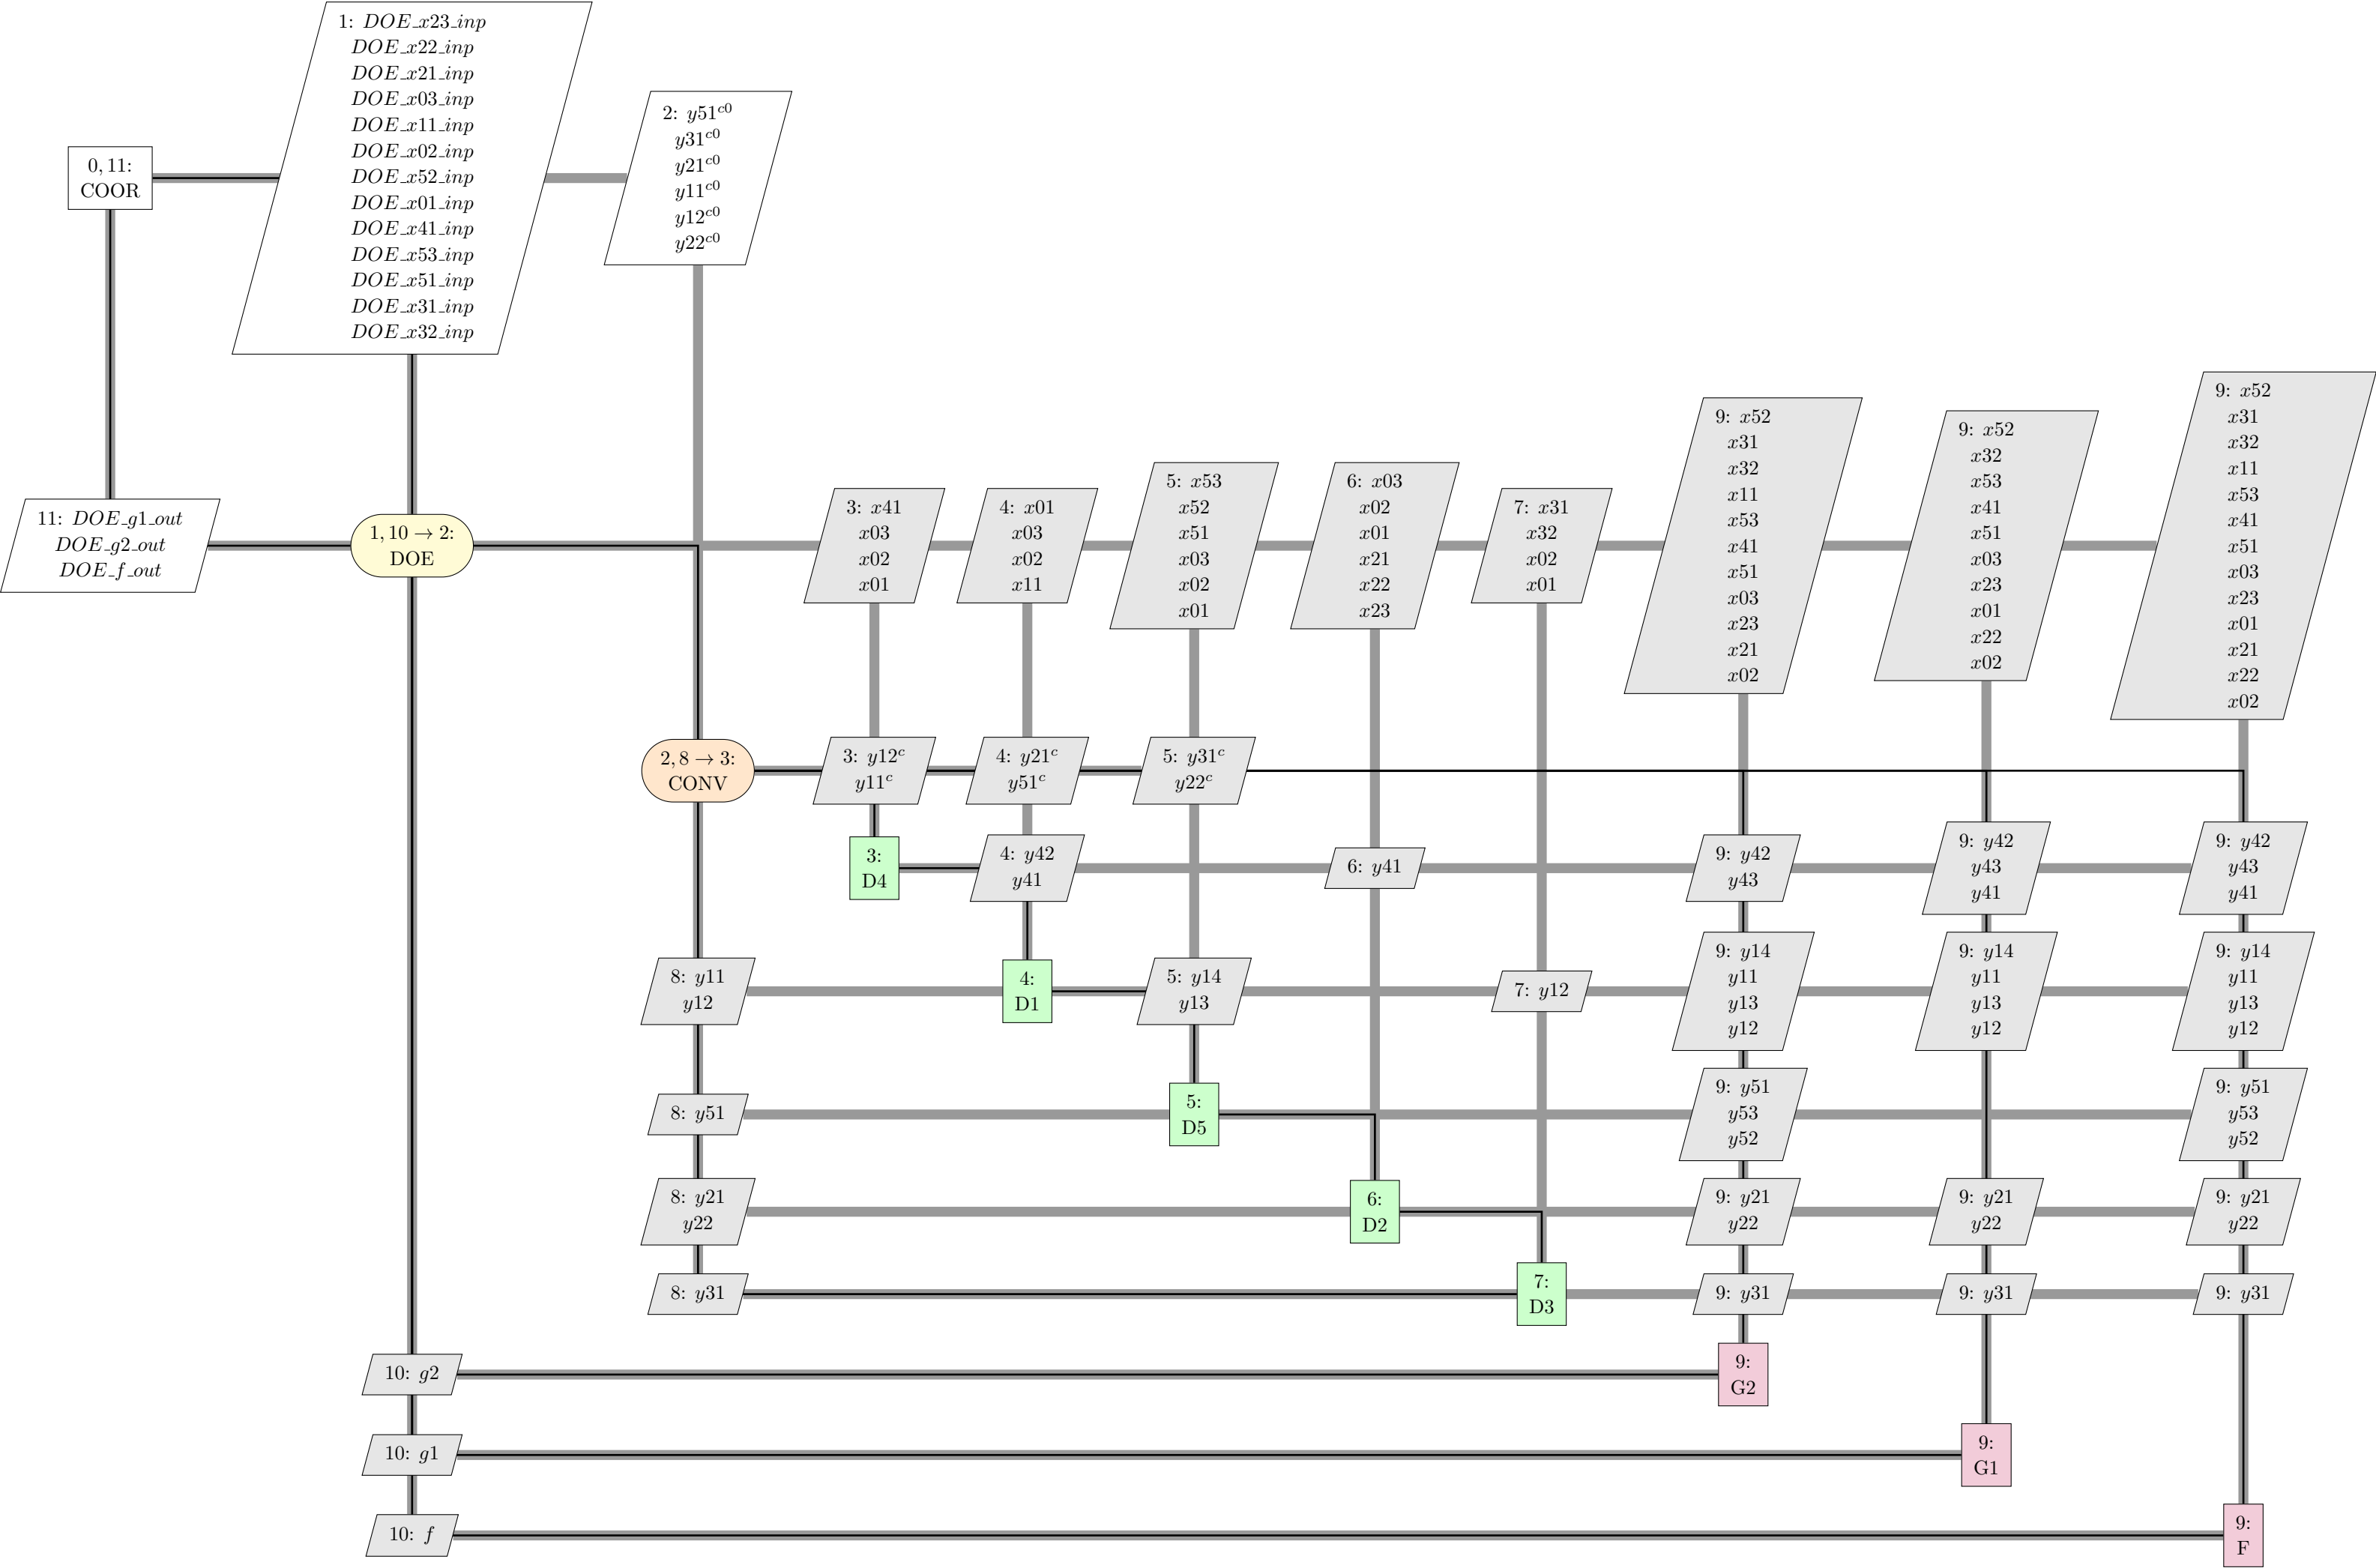 1: DOE_x23_inp
DOE_x22_inp
DOE_x21_inp
DOE_x03_inp
DOE_x11_inp
DOE_x02_inp
DOE_x52_inp
DOE_x01_inp
DOE_x41_inp
DOE_x53_inp
DOE_x51_inp
DOE_x31_inp
DOE_x32_inp
2: y51^{c0}
y31^{c0}
y21^{c0}
y11^{c0}
y12^{c0}
y22^{c0}
0, 11:
COOR
11: DOE_g1_out
DOE_g2_out
DOE_f_out
1, 10 → 2:
DOE
3: x41
x03
x02
x01
4: x01
x03
x02
x11
5: x53
x52
x51
x03
x02
x01
6: x03
x02
x01
x21
x22
x23
7: x31
x32
x02
x01
9: x52
x31
x32
x11
x53
x41
x51
x03
x23
x21
x02
9: x52
x32
x53
x41
x51
x03
x23
x01
x22
x02
9: x52
x31
x32
x11
x53
x41
x51
x03
x23
x01
x21
x22
x02
2, 8 → 3:
CONV
3: y12^c
y11^c
4: y21^c
y51^c
5: y31^c
y22^c
3:
D4
4: y42
y41
6: y41
9: y42
y43
9: y42
y43
y41
9: y42
y43
y41
8: y11
y12
4:
D1
5: y14
y13
7: y12
9: y14
y11
y13
y12
9: y14
y11
y13
y12
9: y14
y11
y13
y12
8: y51
5:
D5
9: y51
y53
y52
9: y51
y53
y52
8: y21
y22
6:
D2
9: y21
y22
9: y21
y22
9: y21
y22
8: y31
7:
D3
9: y31
9: y31
9: y31
10: g2
9:
G2
10: g1
9:
G1
10: f
9:
F